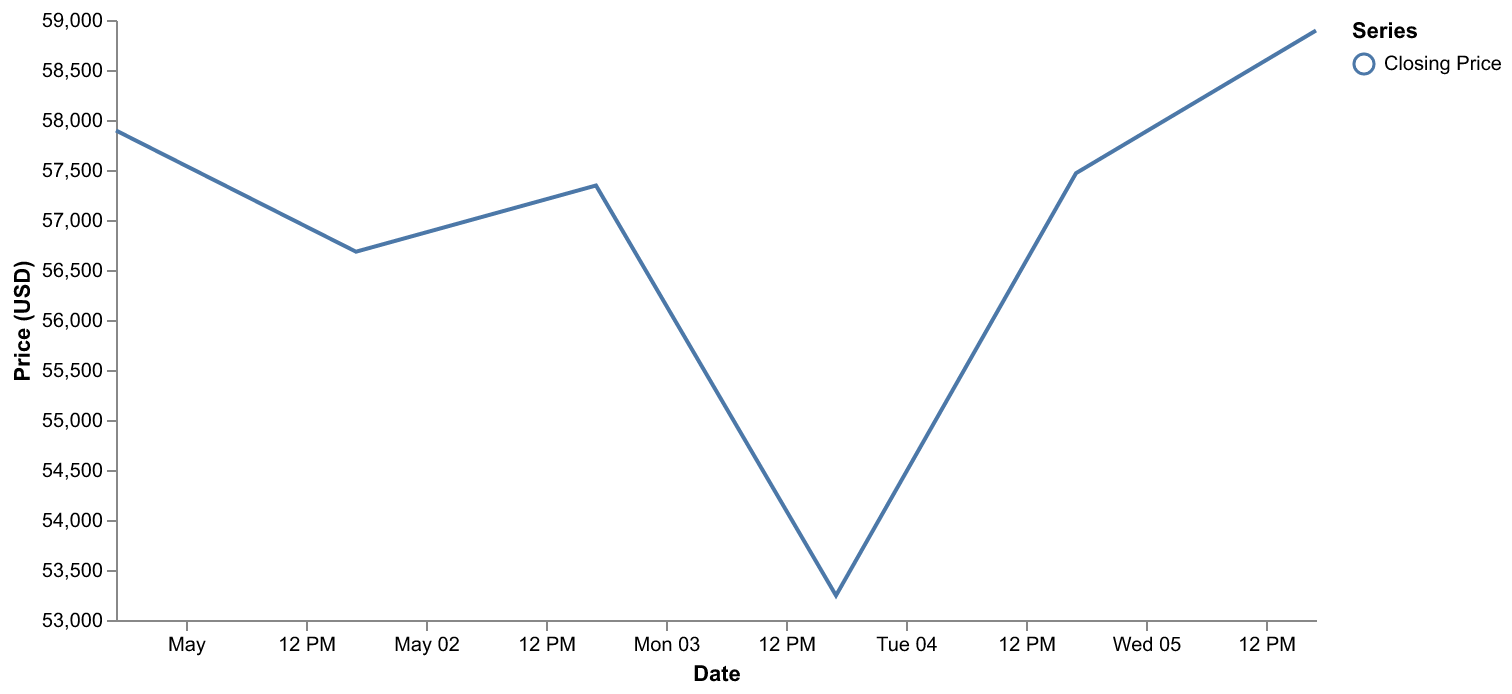 Series
Closing Price
Price (USD)
59,000
58,500
58,000
57,500
57,000
56,500
56,000
55,500
55,000
54,500
54,000
53,500
53,000
May 12 PM May 02 12 PM Mon 03 12 PM Tue 04 12 PM Wed 05 12 PM
Date